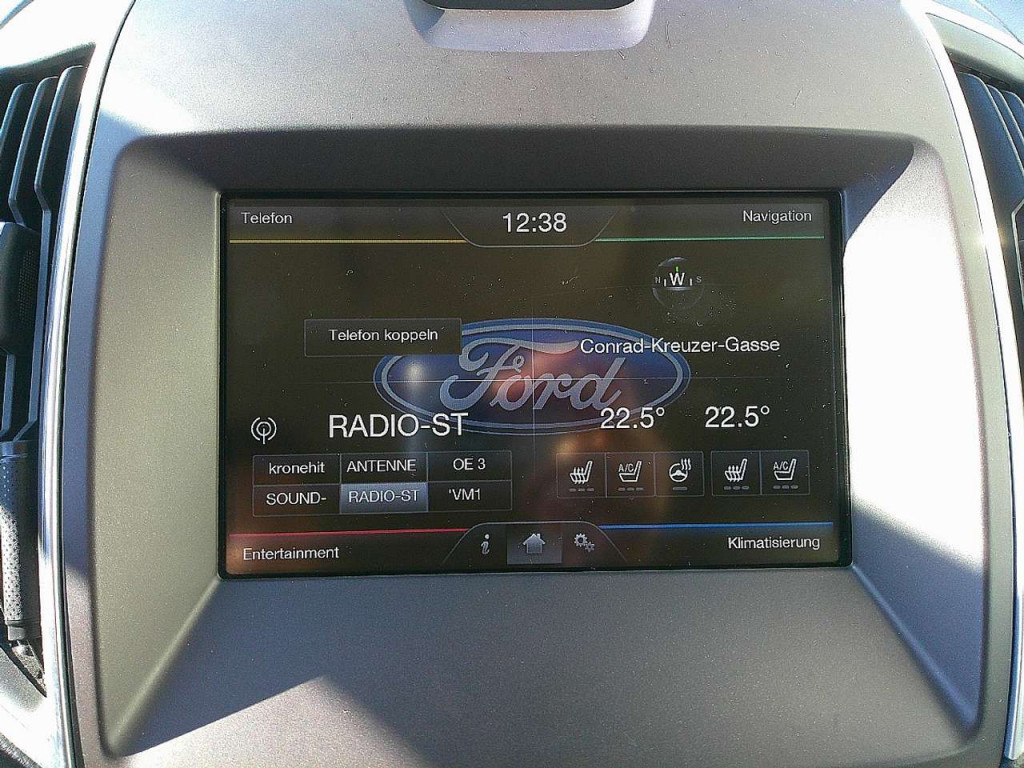 Telefon
12:38
Navigation
N W S
Telefon koppeln
Conrad-Kreuzer-Gasse
Ford
RADIO-ST
22.5° 22.5°
kronehit ANTENNE OE 3
SOUND- RADIO-ST 'VM1
A/C A/C
i
Entertainment
Klimatisierung